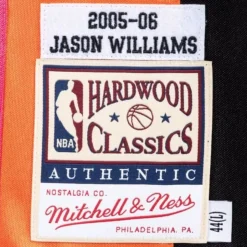 2005-06
JASON WILLIAMS
HARDWOOD
NBA
CLASSICS
AUTHENTIC
NOSTALGIA CO.
Mitchell & Ness
PHILADELPHIA, PA.
44(L)